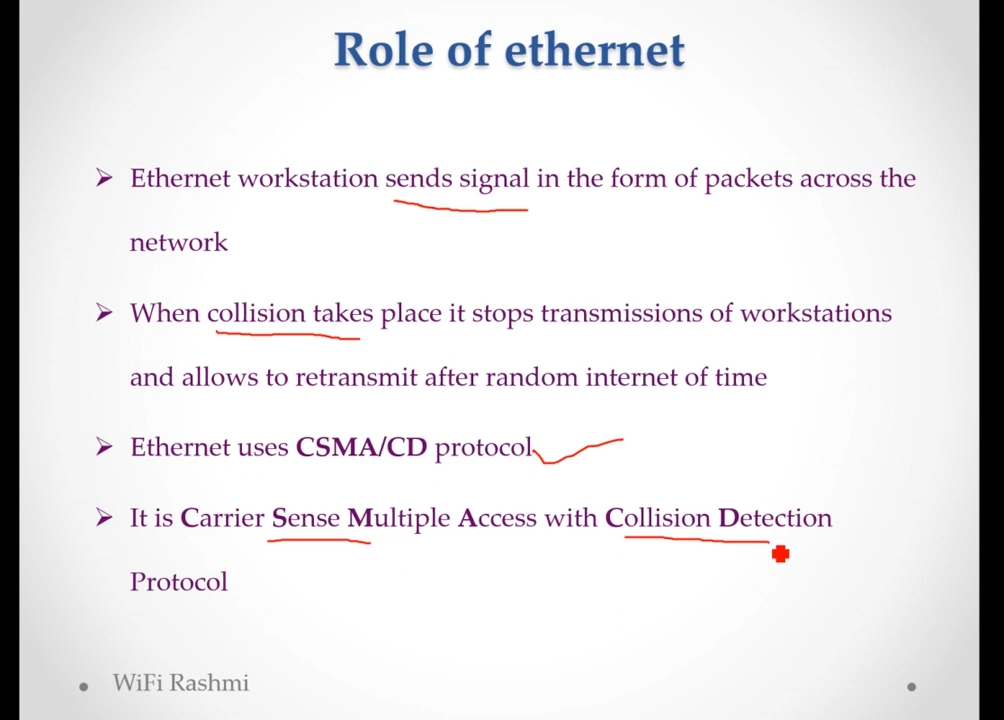 Role of ethernet
➢ Ethernet workstation sends signal in the form of packets across the
network
➢ When collision takes place it stops transmissions of workstations
and allows to retransmit after random internet of time
➢ Ethernet uses CSMA/CD protocol.
➢ It is Carrier Sense Multiple Access with Collision Detection
Protocol
WiFi Rashmi